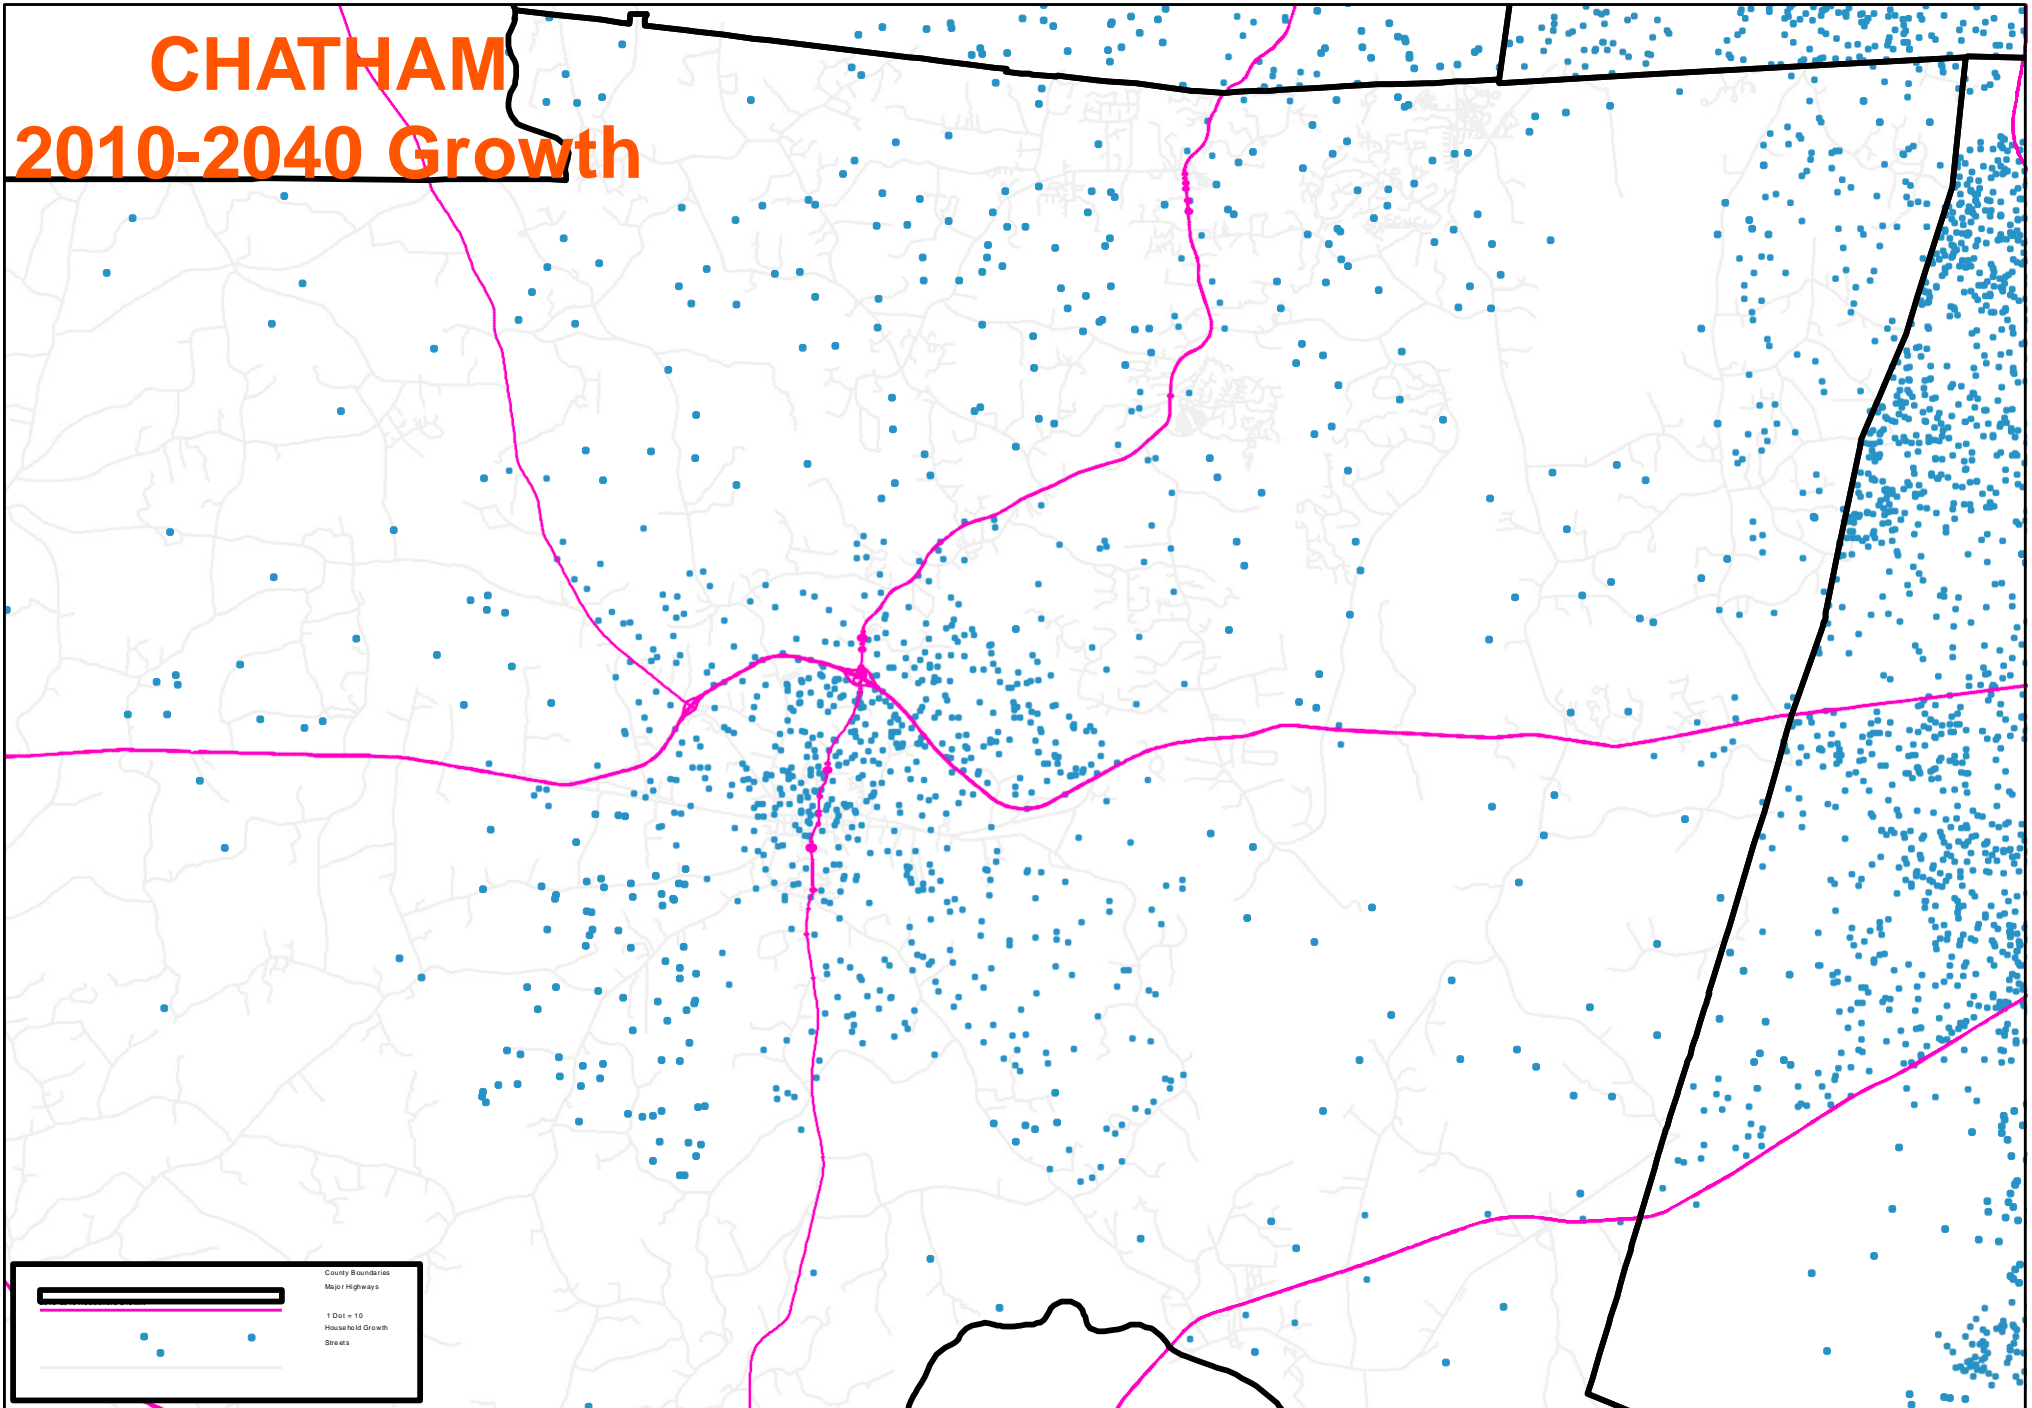 CHATHAM
2010-2040 Growth
County Boundaries
Major Highways
1 Dot = 10
Household Growth
Streets